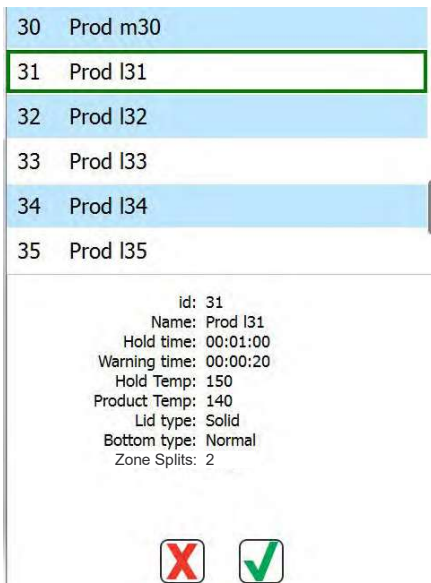 30 Prod m30
31 Prod l31
32 Prod l32
33 Prod l33
34 Prod l34
35 Prod l35
id: 31
Name: Prod l31
Hold time: 00:01:00
Warning time: 00:00:20
Hold Temp: 150
Product Temp: 140
Lid type: Solid
Bottom type: Normal
Zone Splits: 2